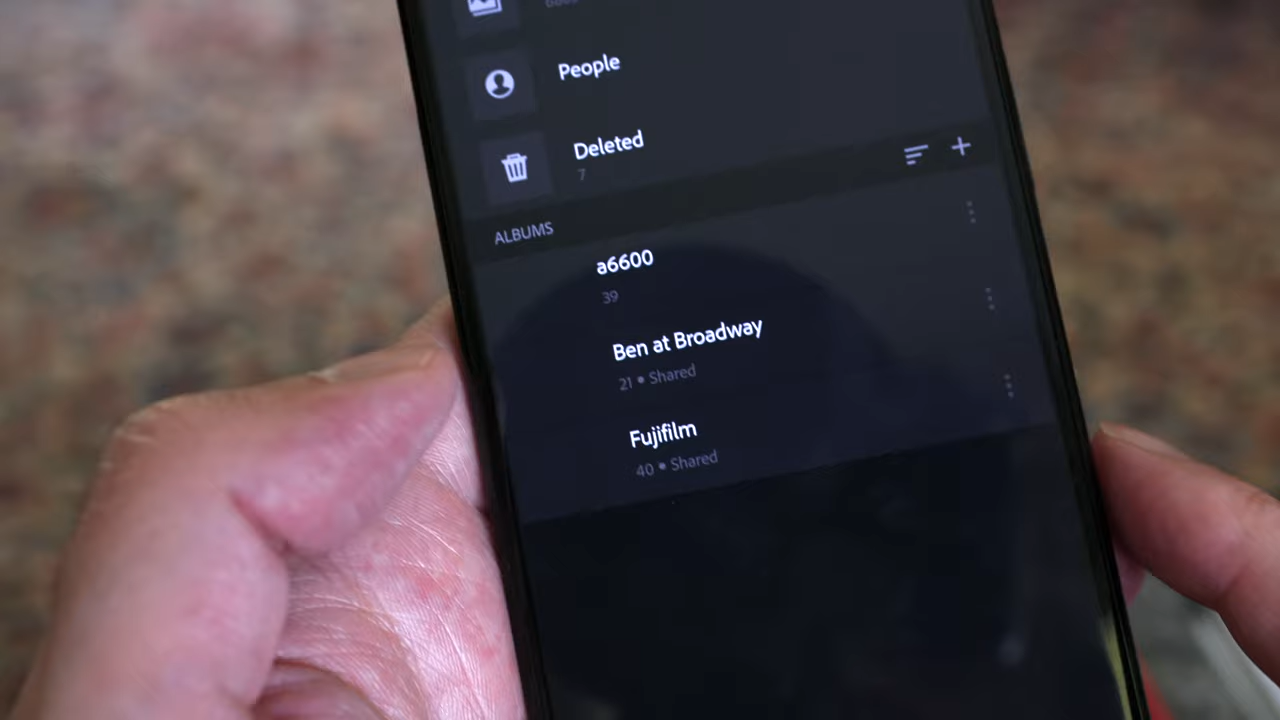 People
Deleted
7
ALBUMS
a6600
39
Ben at Broadway
21 • Shared
Fujifilm
40 • Shared